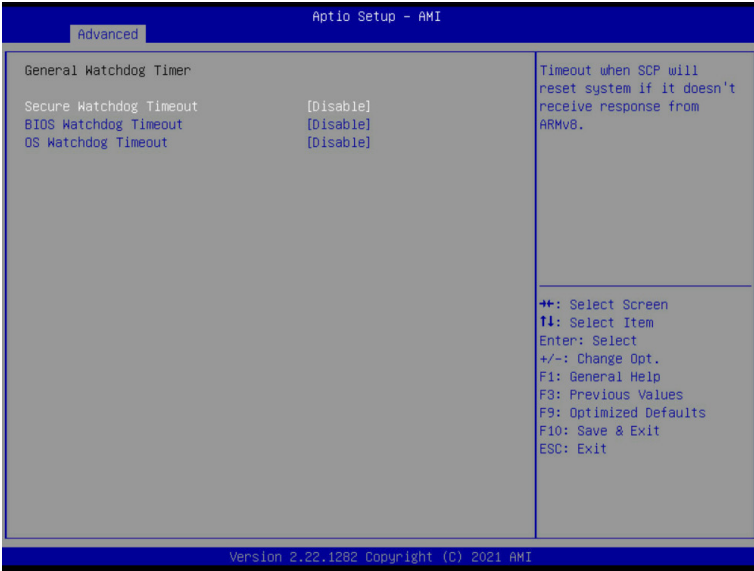 Aptio Setup – AMI
Advanced
General Watchdog Timer
Secure Watchdog Timeout [Disable]
BIOS Watchdog Timeout [Disable]
OS Watchdog Timeout [Disable]
Timeout when SCP will
reset system if it doesn't
receive response from
ARMv8.
→←: Select Screen
↑↓: Select Item
Enter: Select
+/-: Change Opt.
F1: General Help
F3: Previous Values
F9: Optimized Defaults
F10: Save & Exit
ESC: Exit
Version 2.22.1282 Copyright (C) 2021 AMI